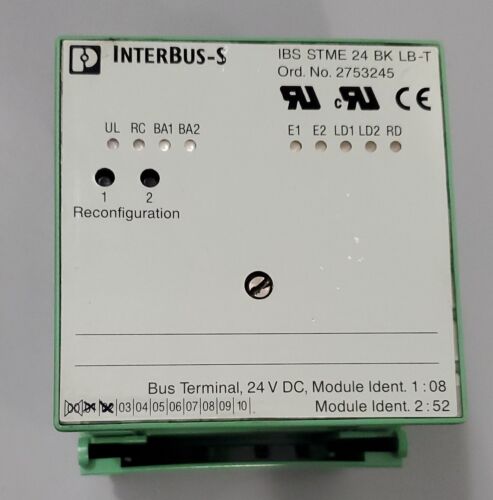 INTERBUS-S
IBS STME 24 BK LB-T
Ord. No. 2753245
UL RC BA1 BA2
E1 E2 LD1 LD2 RD
1 2
Reconfiguration
Bus Terminal, 24 V DC, Module Ident. 1:08
|03|04|05|06|07|08|09|10|
Module Ident. 2:52